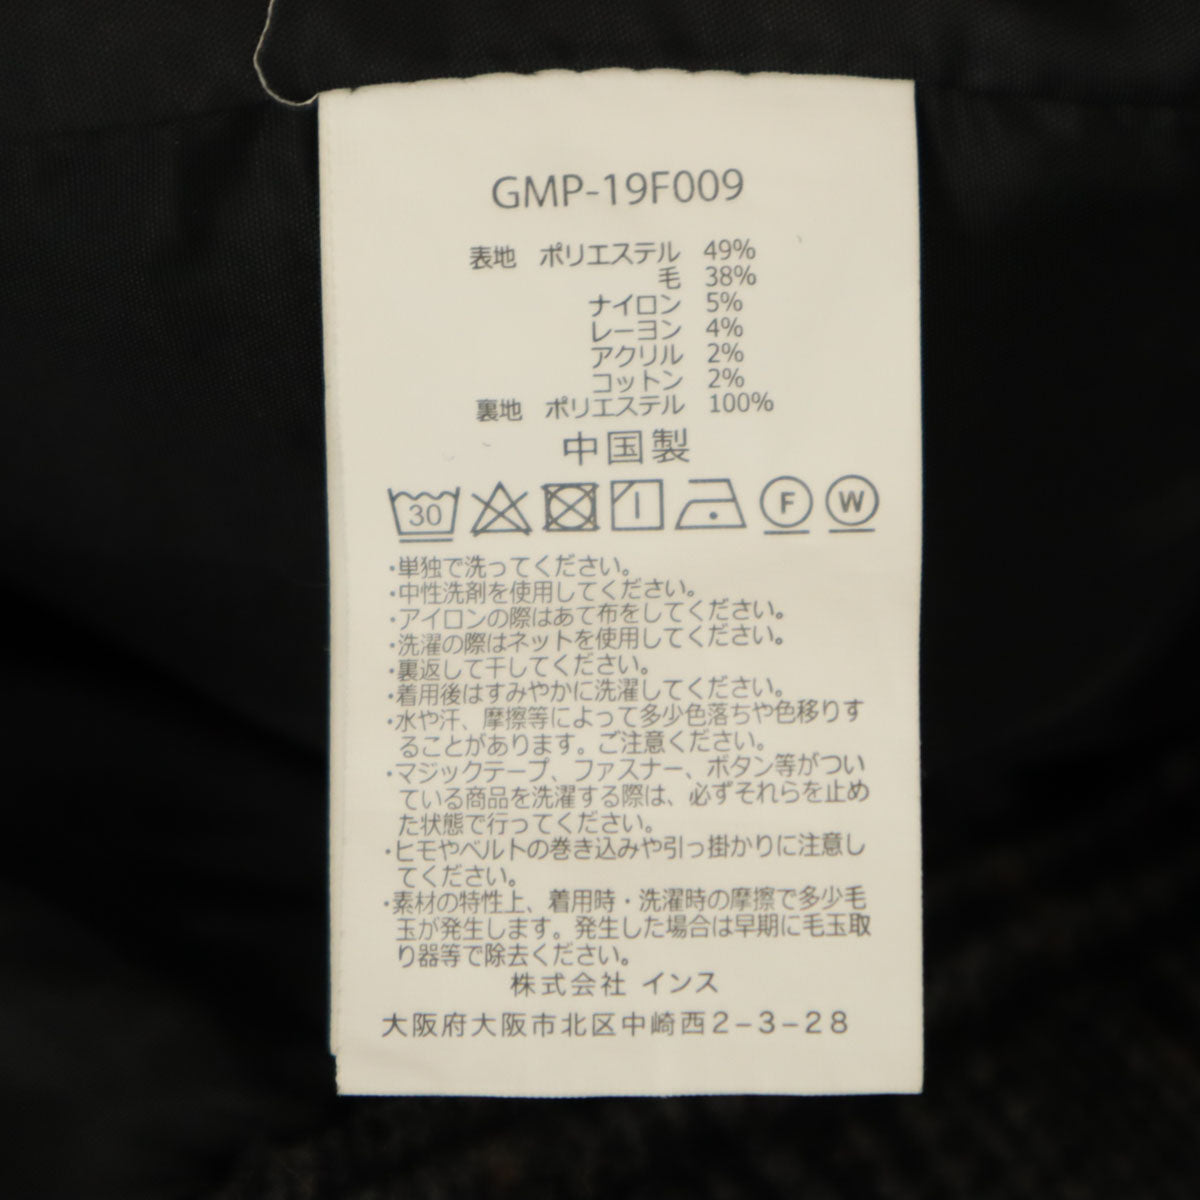 GMP-19F009
表地 ポリエステル 49%
毛 38%
ナイロン 5%
レーヨン 4%
アクリル 2%
コットン 2%
裏地 ポリエステル 100%
中国製
30 F W
・単独で洗ってください。
・中性洗剤を使用してください。
・アイロンの際はあて布をしてください。
・洗濯の際はネットを使用してください。
・裏返して干してください。
・着用後はすみやかに洗濯してください。
・水や汗、摩擦等によって多少色落ちや色移りす
ることがあります。ご注意ください。
・マジックテープ、ファスナー、ボタン等がつい
ている商品を洗濯する際は、必ずそれらを止め
た状態で行ってください。
・ヒモやベルトの巻き込みや引っ掛かりに注意し
てください。
・素材の特性上、着用時・洗濯時の摩擦で多少毛
玉が発生します。発生した場合は早期に毛玉取
り器等で除去ください。
株式会社 インス
大阪府大阪市北区中崎西2-3-28